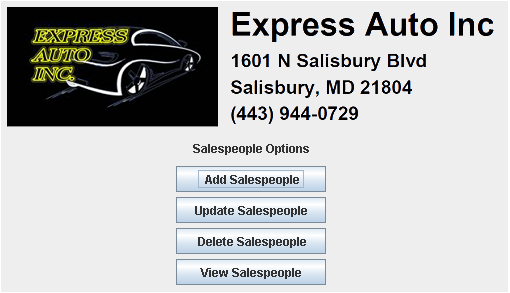 EXPRESS
AUTO
INC.
Express Auto Inc
1601 N Salisbury Blvd
Salisbury, MD 21804
(443) 944-0729
Salespeople Options
Add Salespeople
Update Salespeople
Delete Salespeople
View Salespeople